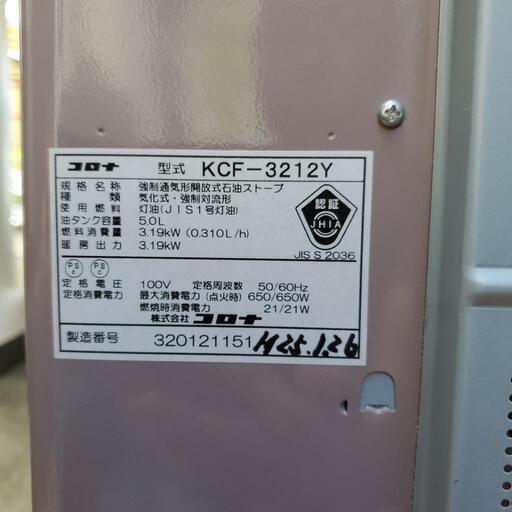 コロナ 型式 KCF-3212Y
規格名称 強制通気形開放式石油ストーブ
種類 気化式・強制対流形
使用燃料 灯油(JIS1号灯油)
油タンク容量 5.0L
燃料消費量 3.19kW (0.310L/h)
暖房出力 3.19kW
認証
JHIA
JIS S 2036
PS E PS C
定格電圧 100V 定格周波数 50/60Hz
定格消費電力 最大消費電力 (点火時) 650/650W
燃焼時消費電力 21/21W
株式会社 コロナ
製造番号 320121151 H25.1.26